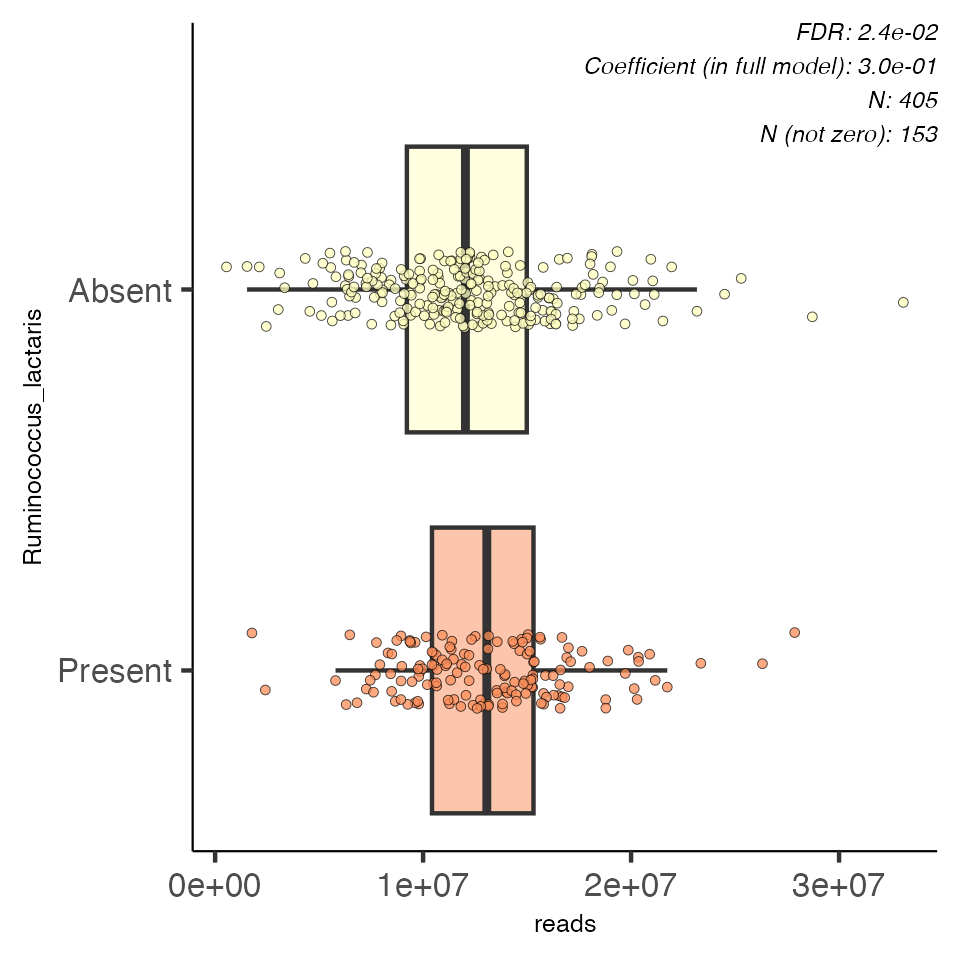 FDR: 2.4e-02
Coefficient (in full model): 3.0e-01
N: 405
N (not zero): 153
Ruminococcus_lactaris
Absent
Present
0e+00 1e+07 2e+07 3e+07
reads